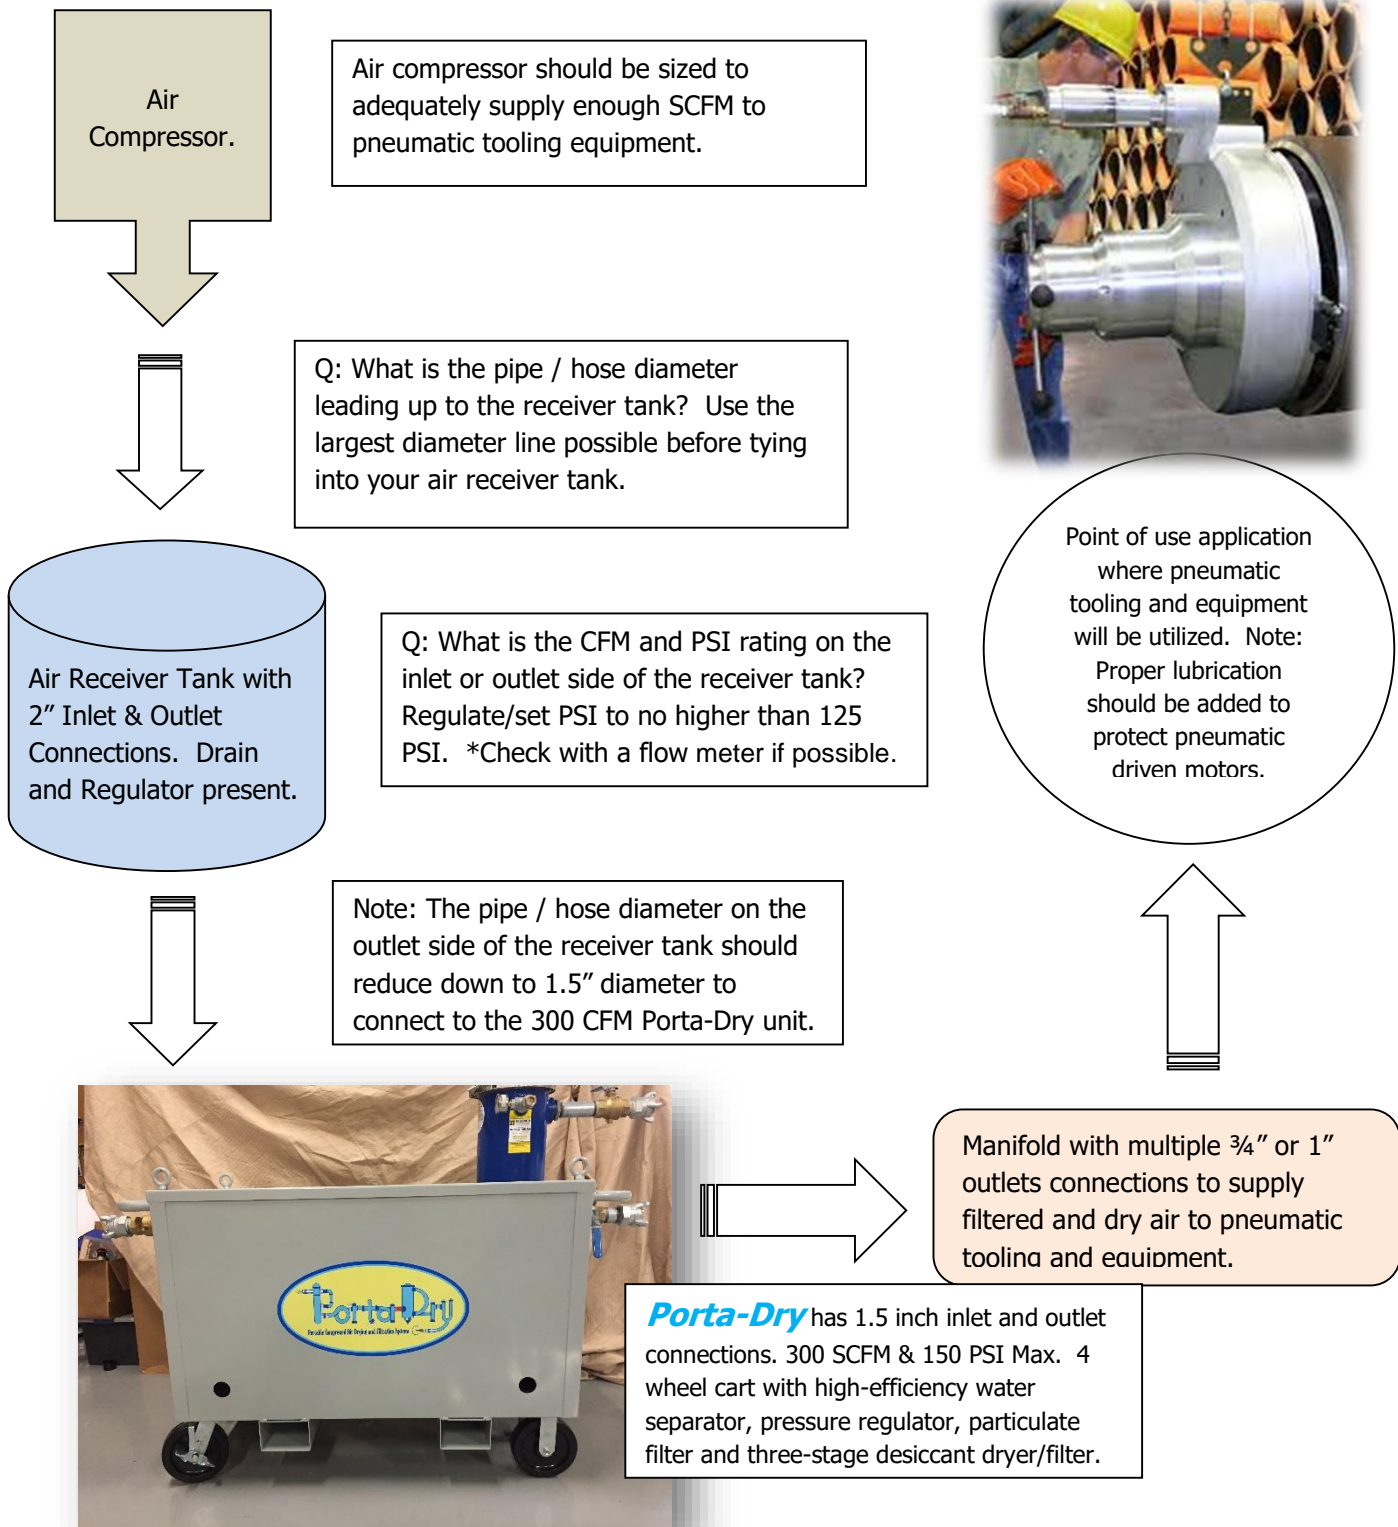 Air
Compressor.
Air compressor should be sized to
adequately supply enough SCFM to
pneumatic tooling equipment.
Q: What is the pipe / hose diameter
leading up to the receiver tank?  Use the
largest diameter line possible before tying
into your air receiver tank.
Air Receiver Tank with
2” Inlet & Outlet
Connections.  Drain
and Regulator present.
Q: What is the CFM and PSI rating on the
inlet or outlet side of the receiver tank?
Regulate/set PSI to no higher than 125
PSI.  *Check with a flow meter if possible.
Point of use application
where pneumatic
tooling and equipment
will be utilized.  Note:
Proper lubrication
should be added to
protect pneumatic
driven motors.
Note: The pipe / hose diameter on the
outlet side of the receiver tank should
reduce down to 1.5” diameter to
connect to the 300 CFM Porta-Dry unit.
Porta-Dry
Portable Compressed Air Drying and Filtration Systems
Manifold with multiple ¾” or 1”
outlets connections to supply
filtered and dry air to pneumatic
tooling and equipment.
Porta-Dry has 1.5 inch inlet and outlet
connections. 300 SCFM & 150 PSI Max.  4
wheel cart with high-efficiency water
separator, pressure regulator, particulate
filter and three-stage desiccant dryer/filter.